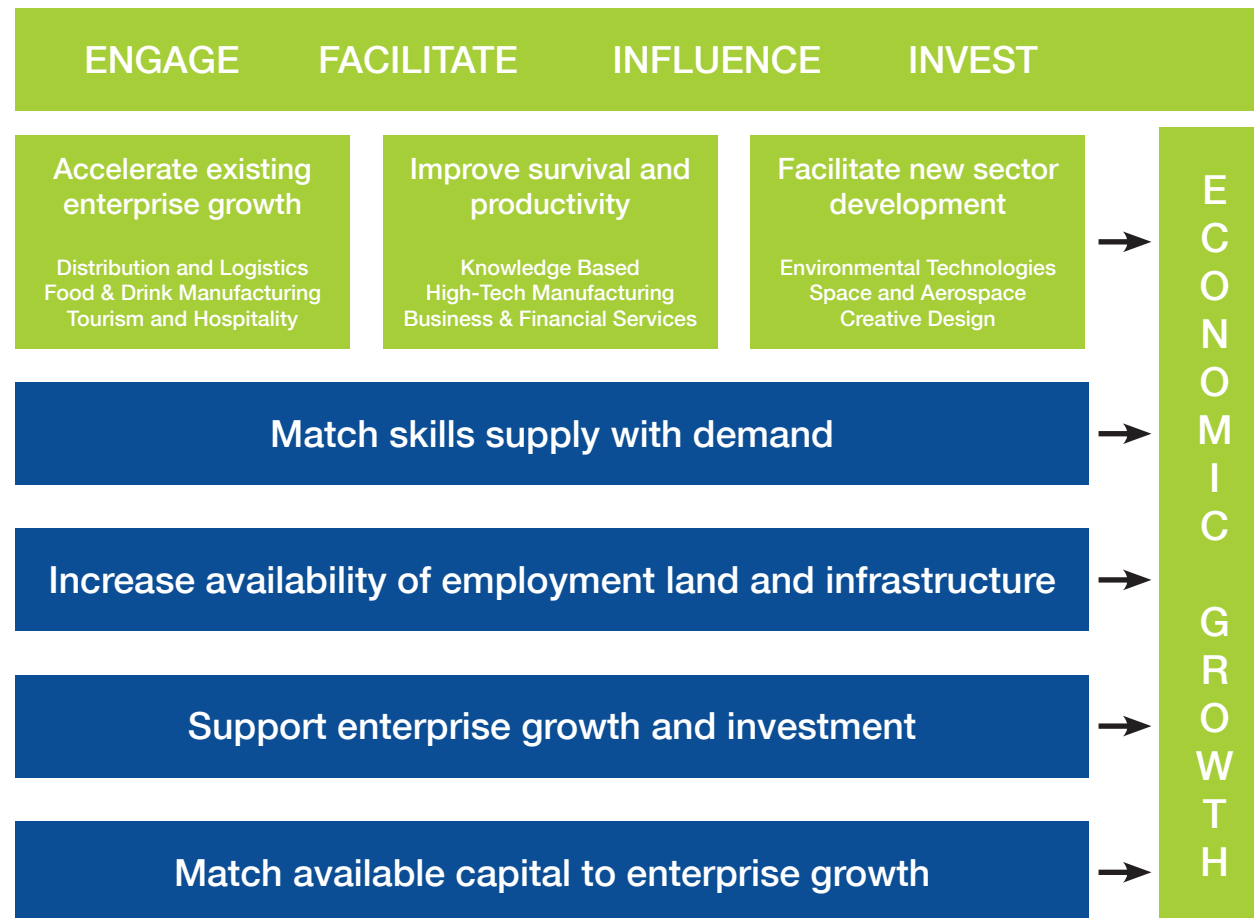 ENGAGE FACILITATE INFLUENCE INVEST
Accelerate existing
enterprise growth
Distribution and Logistics
Food & Drink Manufacturing
Tourism and Hospitality
Improve survival and
productivity
Knowledge Based
High-Tech Manufacturing
Business & Financial Services
Facilitate new sector
development
Environmental Technologies
Space and Aerospace
Creative Design
Match skills supply with demand
Increase availability of employment land and infrastructure
Support enterprise growth and investment
Match available capital to enterprise growth
ECONOMIC GROWTH